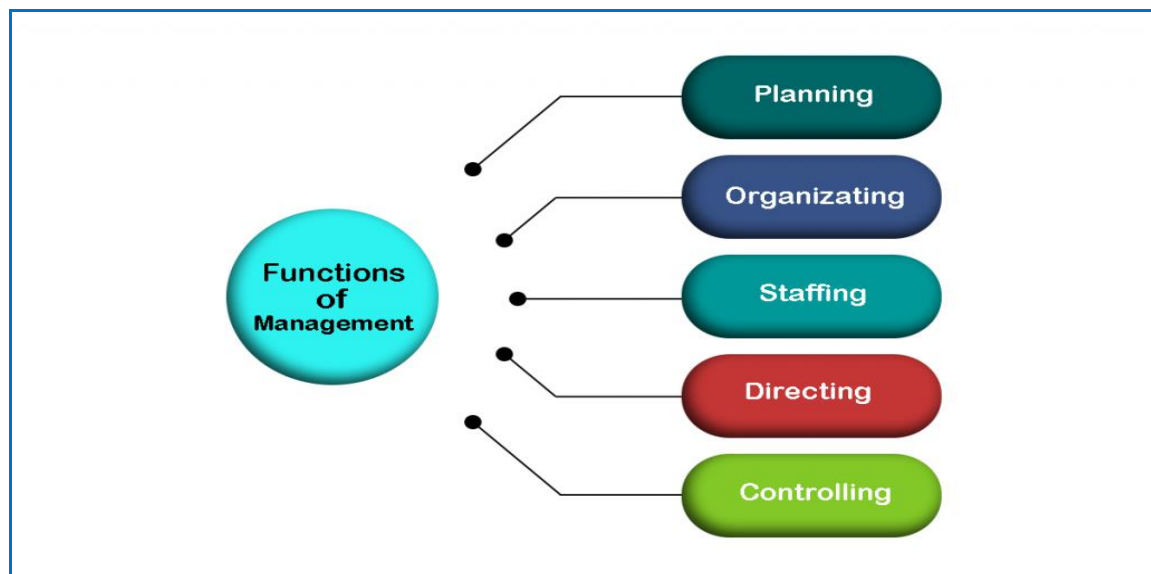 Functions
of
Management
Planning
Organizating
Staffing
Directing
Controlling